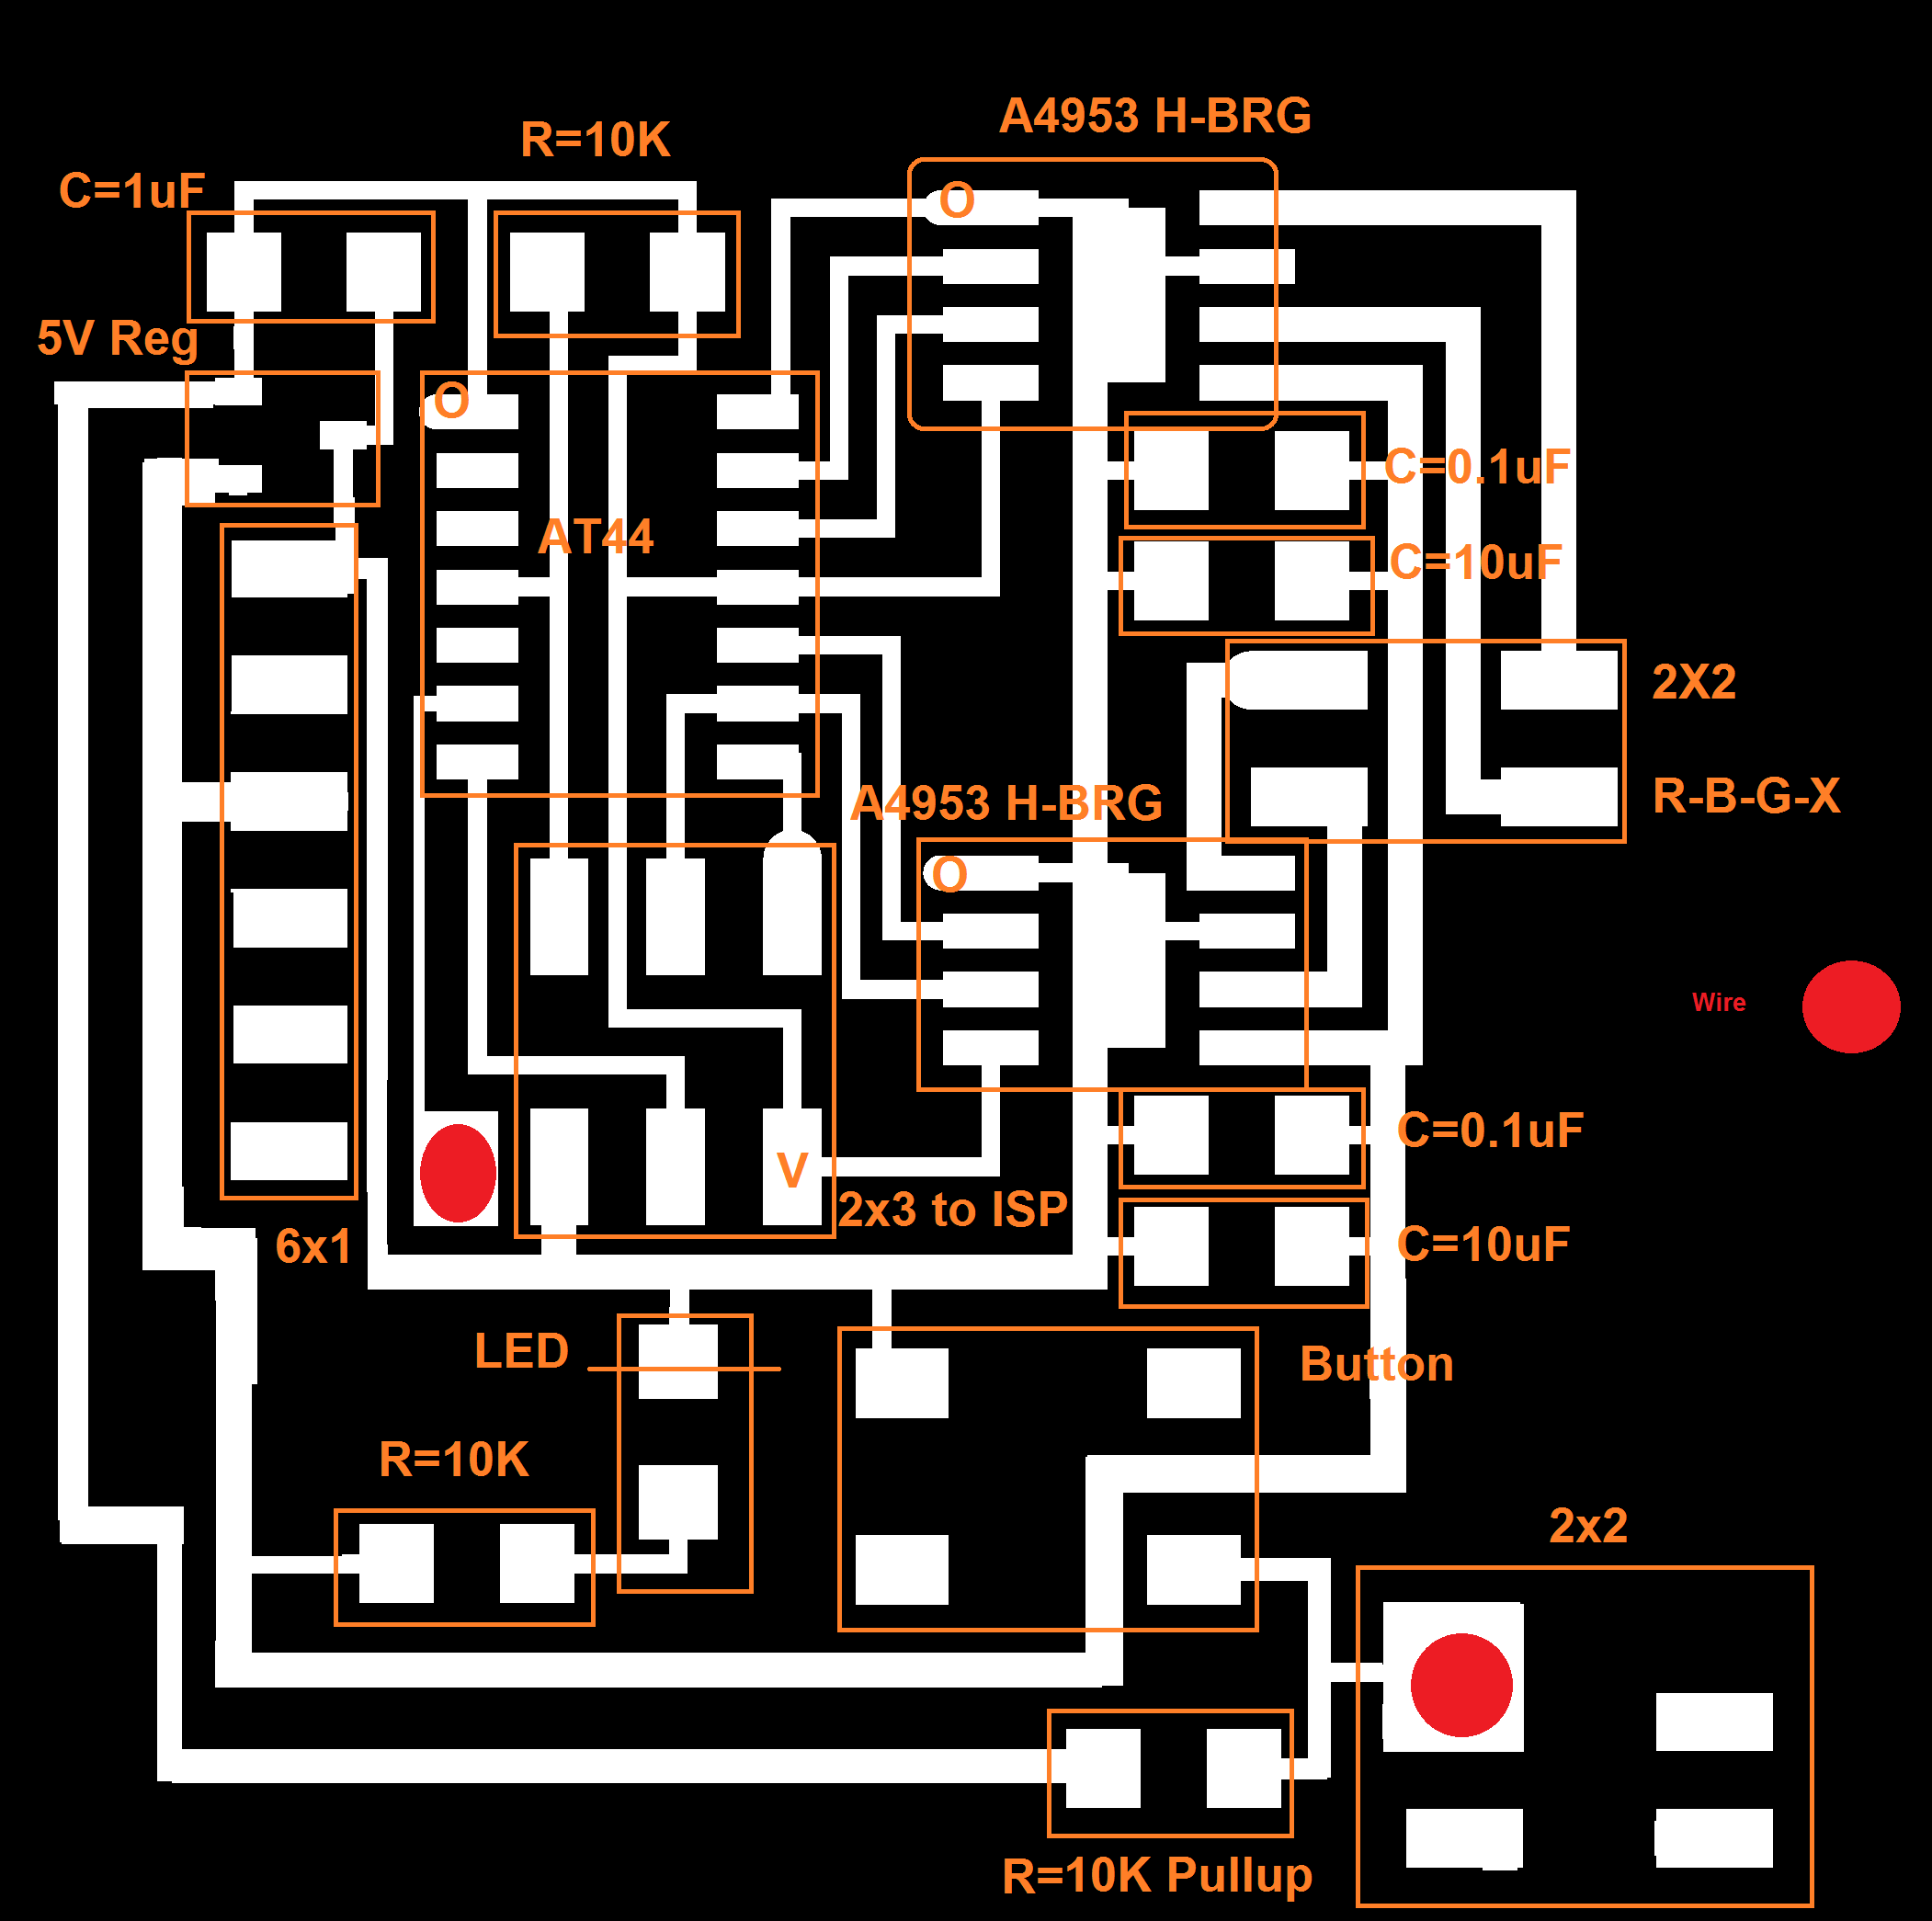 A4953 H-BRG
R=10K
C=1uF
O
5V Reg
O
C=0.1uF
AT44
C=10uF
2X2
R-B-G-X
A4953 H-BRG
O
Wire
C=0.1uF
V
2x3 to ISP
6x1
C=10uF
LED
Button
R=10K
2x2
R=10K Pullup